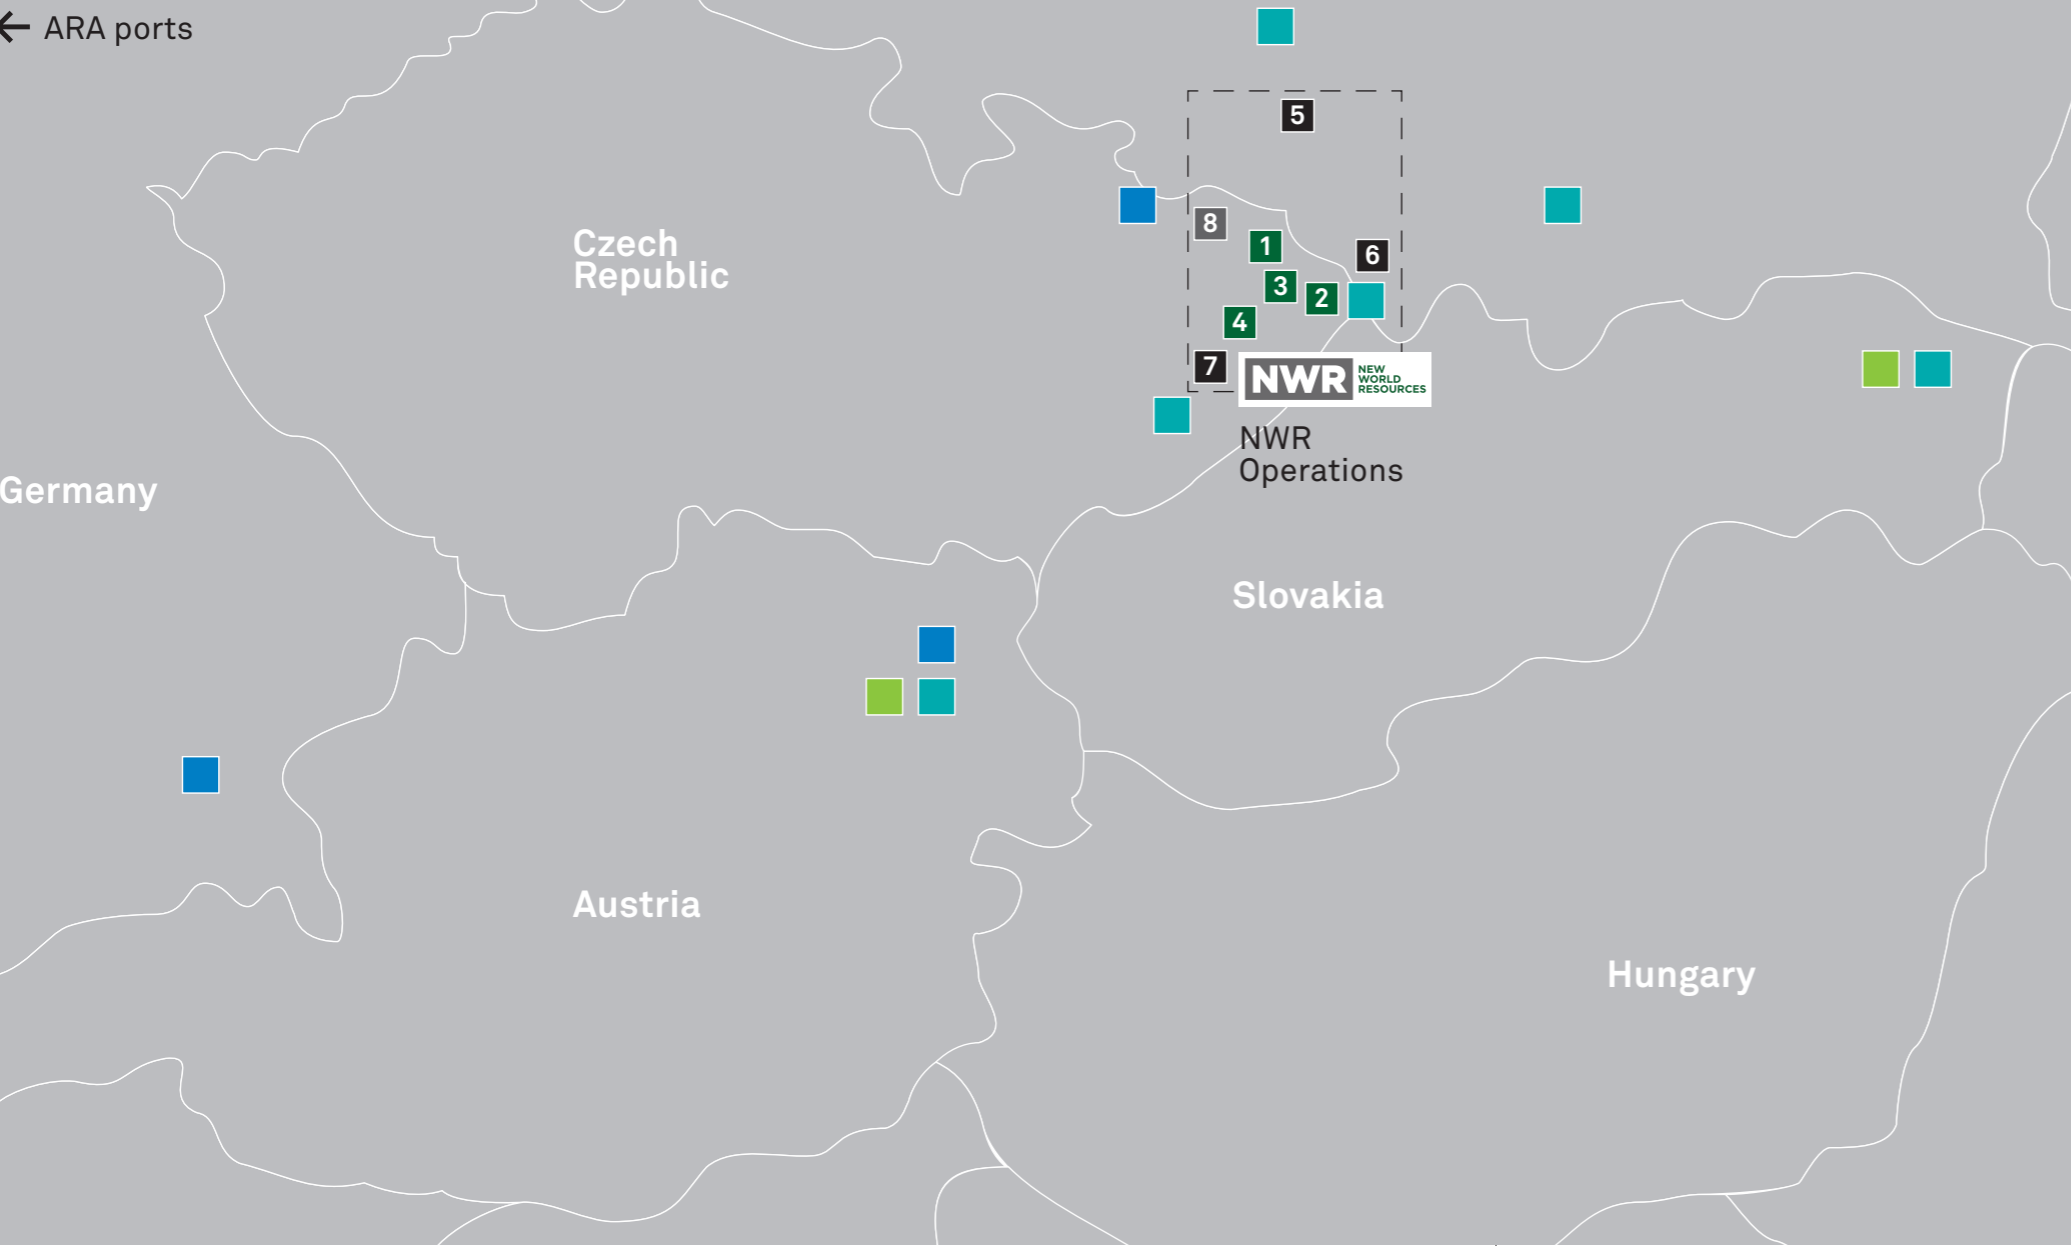 ARA ports
5
8
1
6
3
2
4
7
Czech
Republic
NWR
NEW
WORLD
RESOURCES
NWR
Operations
Germany
Slovakia
Austria
Hungary